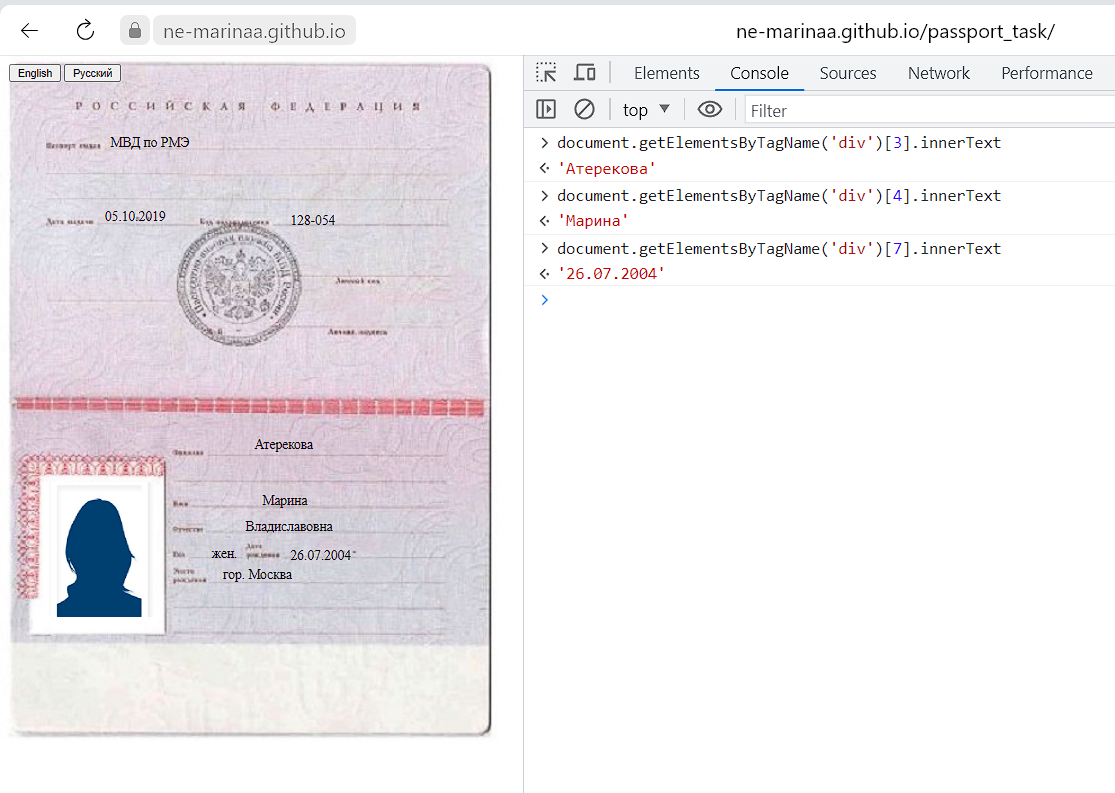 ne-marinaa.github.io
ne-marinaa.github.io/passport_task/
English
Русский
РОССИЙСКАЯ ФЕДЕРАЦИЯ
Паспорт выдан МВД по РМЭ
Дата выдачи 05.10.2019 Код подразделения 128-054
Личный код
Личная подпись
Фамилия Атерекова
Имя Марина
Отчество Владиславовна
Пол жен. Дата рождения 26.07.2004
Место рождения гор. Москва
Elements Console Sources Network Performance
top Filter
> document.getElementsByTagName('div')[3].innerText
'Атерекова'
> document.getElementsByTagName('div')[4].innerText
'Марина'
> document.getElementsByTagName('div')[7].innerText
'26.07.2004'
>